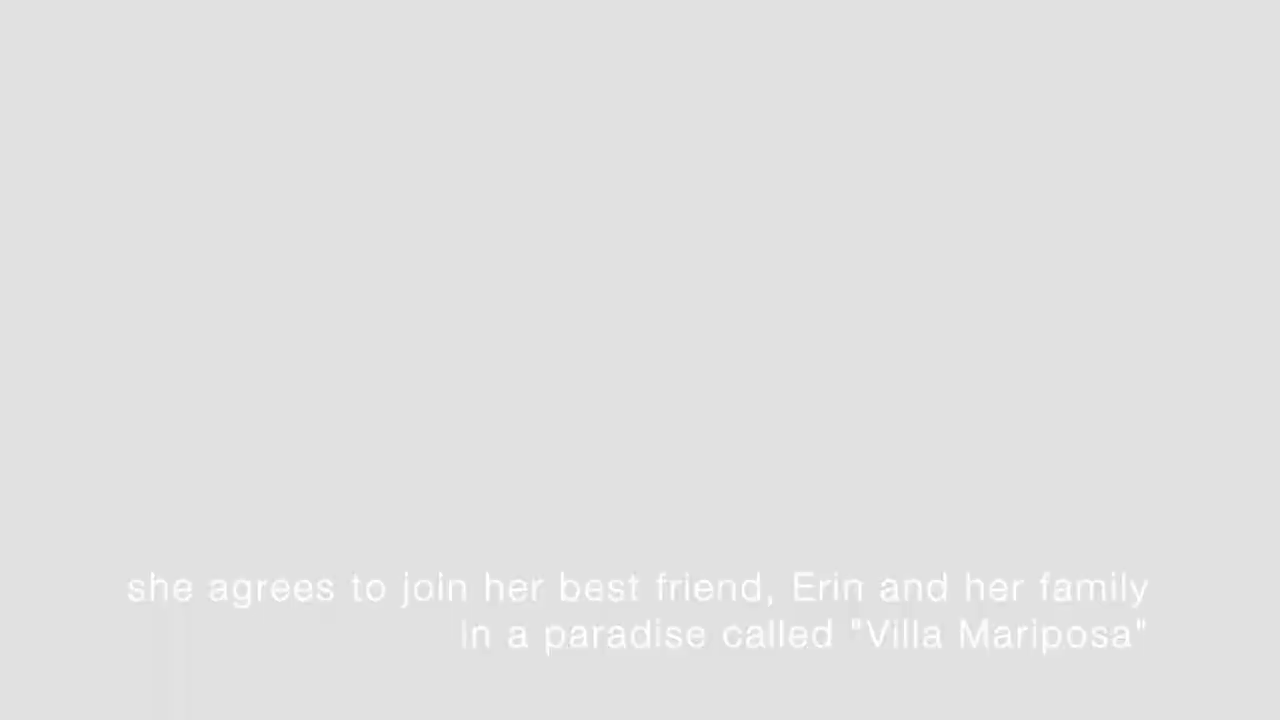 she agrees to join her best friend, Erin and her family
in a paradise called "Villa Mariposa"